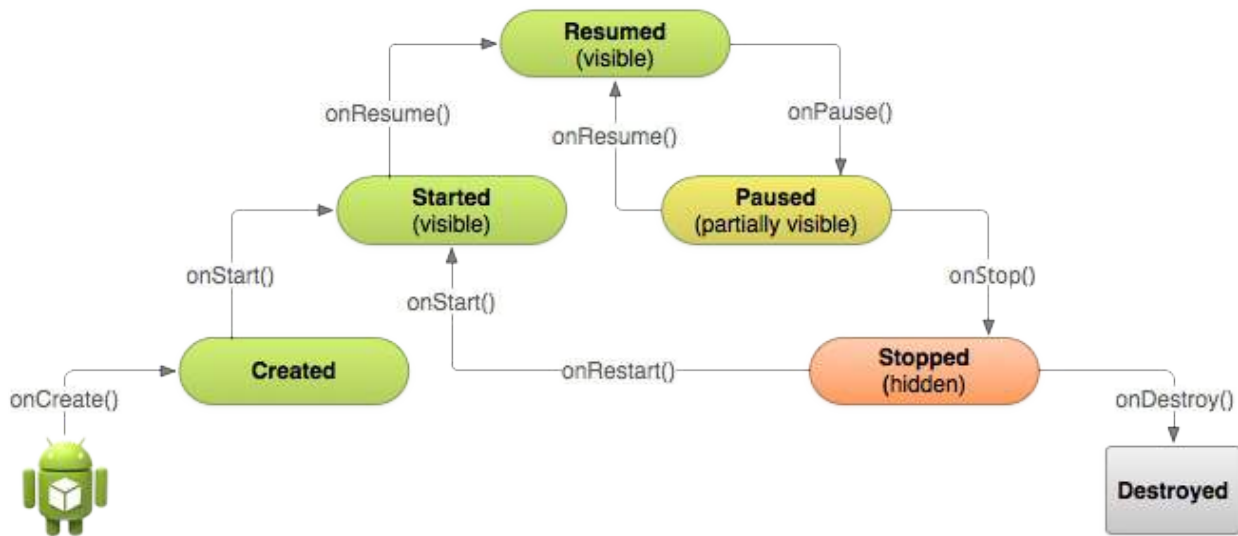 Resumed
(visible)
onResume()
onResume()
onPause()
Started
(visible)
Paused
(partially visible)
onStart()
onStart()
onStop()
Created
onRestart()
Stopped
(hidden)
onCreate()
onDestroy()
Destroyed